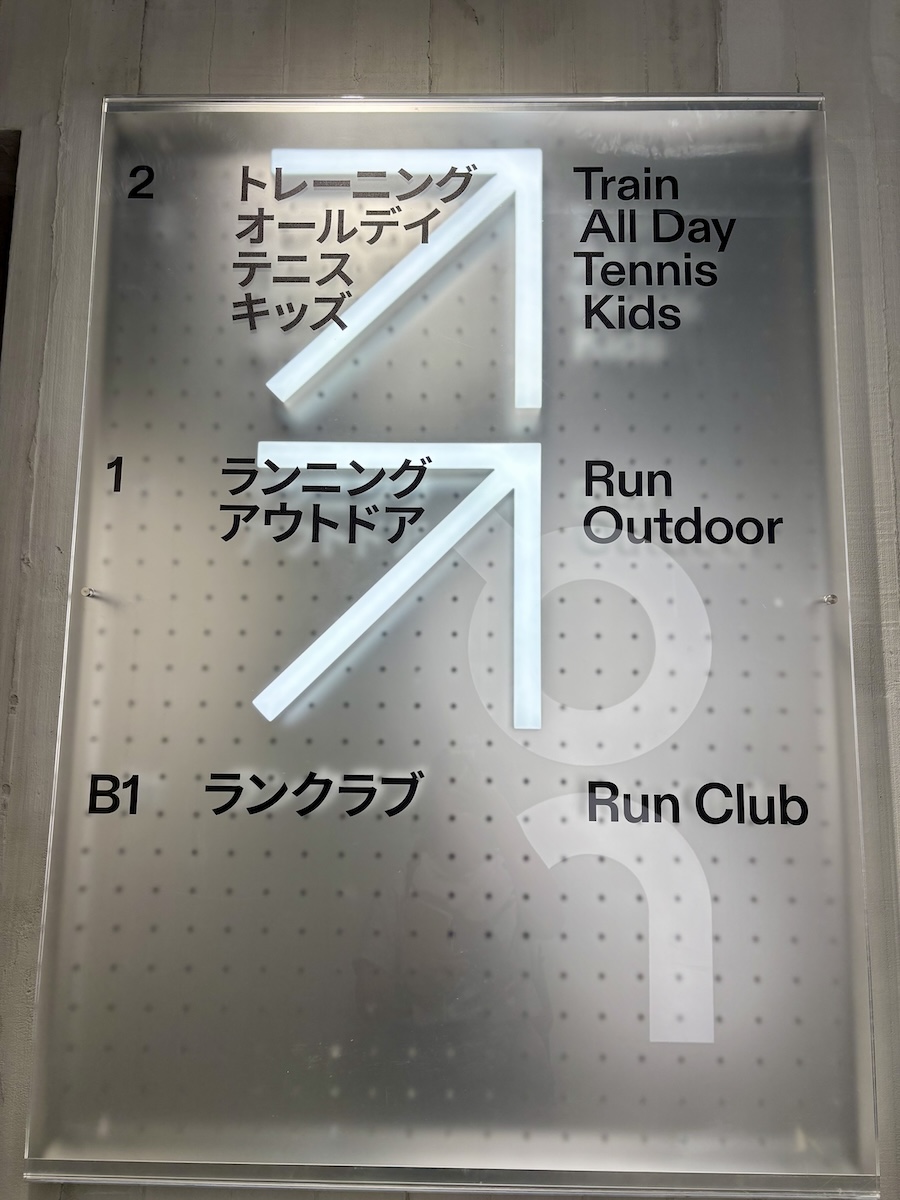 2 トレーニング Train
オールデイ All Day
テニス Tennis
キッズ Kids
1 ランニング Run
アウトドア Outdoor
B1 ランクラブ Run Club